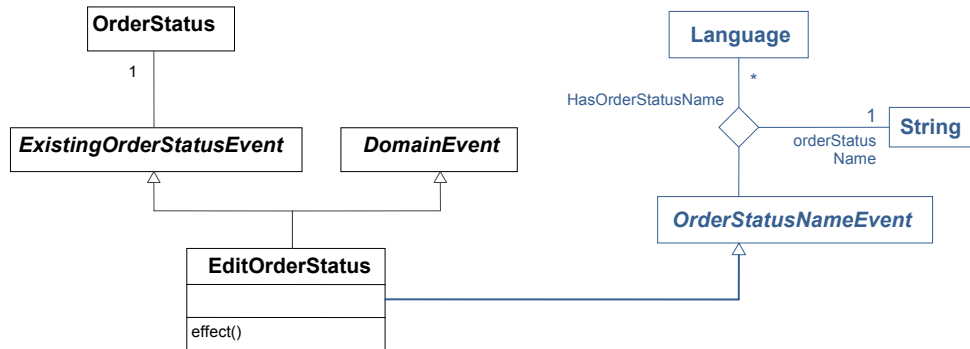 OrderStatus
Language
1
*
HasOrderStatusName
1
String
orderStatus
Name
ExistingOrderStatusEvent
DomainEvent
OrderStatusNameEvent
EditOrderStatus
effect()